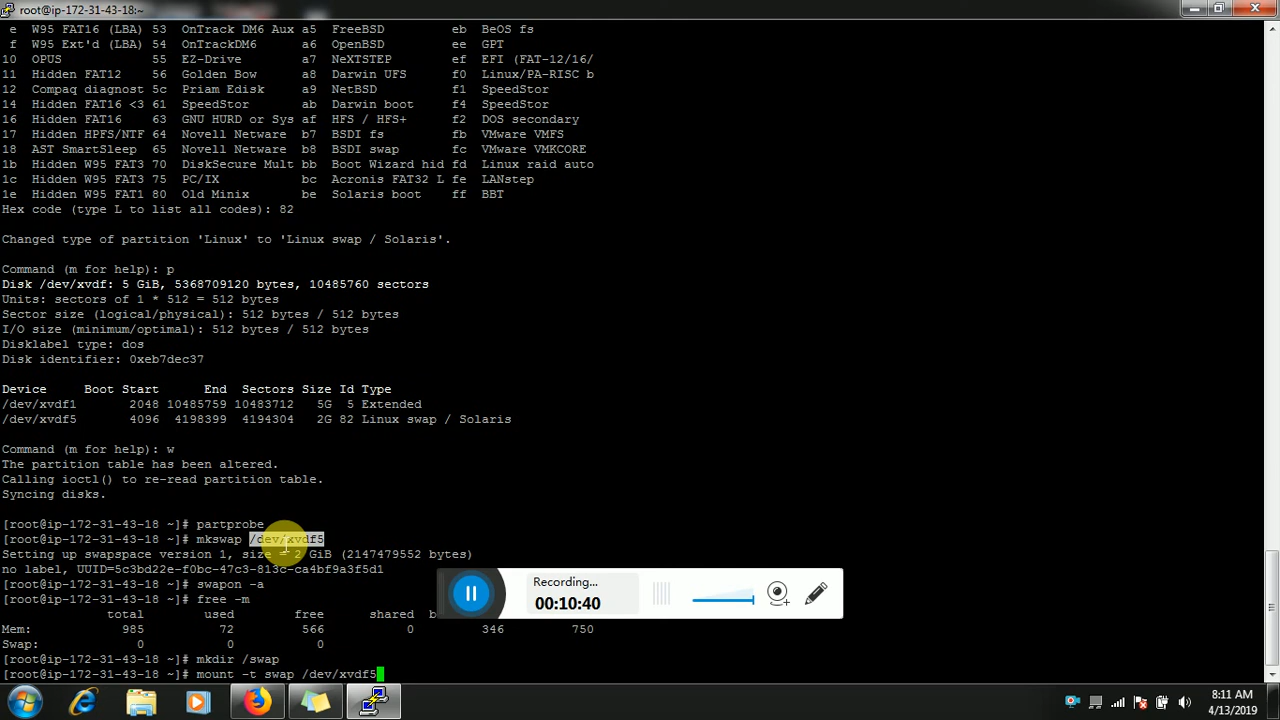 root@ip-172-31-43-18:~
e W95 FAT16 (LBA) 53 OnTrack DM6 Aux a5 FreeBSD eb BeOS fs
f W95 Ext'd (LBA) 54 OnTrackDM6 a6 OpenBSD ee GPT
10 OPUS 55 EZ-Drive a7 NeXTSTEP ef EFI (FAT-12/16/
11 Hidden FAT12 56 Golden Bow a8 Darwin UFS f0 Linux/PA-RISC b
12 Compaq diagnost 5c Priam Edisk a9 NetBSD f1 SpeedStor
14 Hidden FAT16 <3 61 SpeedStor ab Darwin boot f4 SpeedStor
16 Hidden FAT16 63 GNU HURD or Sys af HFS / HFS+ f2 DOS secondary
17 Hidden HPFS/NTF 64 Novell Netware b7 BSDI fs fb VMware VMFS
18 AST SmartSleep 65 Novell Netware b8 BSDI swap fc VMware VMKCORE
1b Hidden W95 FAT3 70 DiskSecure Mult bb Boot Wizard hid fd Linux raid auto
1c Hidden W95 FAT3 75 PC/IX bc Acronis FAT32 L fe LANstep
1e Hidden W95 FAT1 80 Old Minix be Solaris boot ff BBT
Hex code (type L to list all codes): 82
Changed type of partition 'Linux' to 'Linux swap / Solaris'.
Command (m for help): p
Disk /dev/xvdf: 5 GiB, 5368709120 bytes, 10485760 sectors
Units: sectors of 1 * 512 = 512 bytes
Sector size (logical/physical): 512 bytes / 512 bytes
I/O size (minimum/optimal): 512 bytes / 512 bytes
Disklabel type: dos
Disk identifier: 0xeb7dec37
Device Boot Start End Sectors Size Id Type
/dev/xvdf1 2048 10485759 10483712 5G 5 Extended
/dev/xvdf5 4096 4198399 4194304 2G 82 Linux swap / Solaris
Command (m for help): w
The partition table has been altered.
Calling ioctl() to re-read partition table.
Syncing disks.
[root@ip-172-31-43-18 ~]# partprobe
[root@ip-172-31-43-18 ~]# mkswap /dev/xvdf5
Setting up swapspace version 1, size = 2 GiB (2147479552 bytes)
no label, UUID=5c3bd22e-f0bc-47c3-813c-ca4bf9a3f5d1
[root@ip-172-31-43-18 ~]# swapon -a
[root@ip-172-31-43-18 ~]# free -m
total used free shared b
Mem: 985 72 566 0 346 750
Swap: 0 0 0
[root@ip-172-31-43-18 ~]# mkdir /swap
[root@ip-172-31-43-18 ~]# mount -t swap /dev/xvdf5
Recording...
00:10:40
8:11 AM
4/13/2019